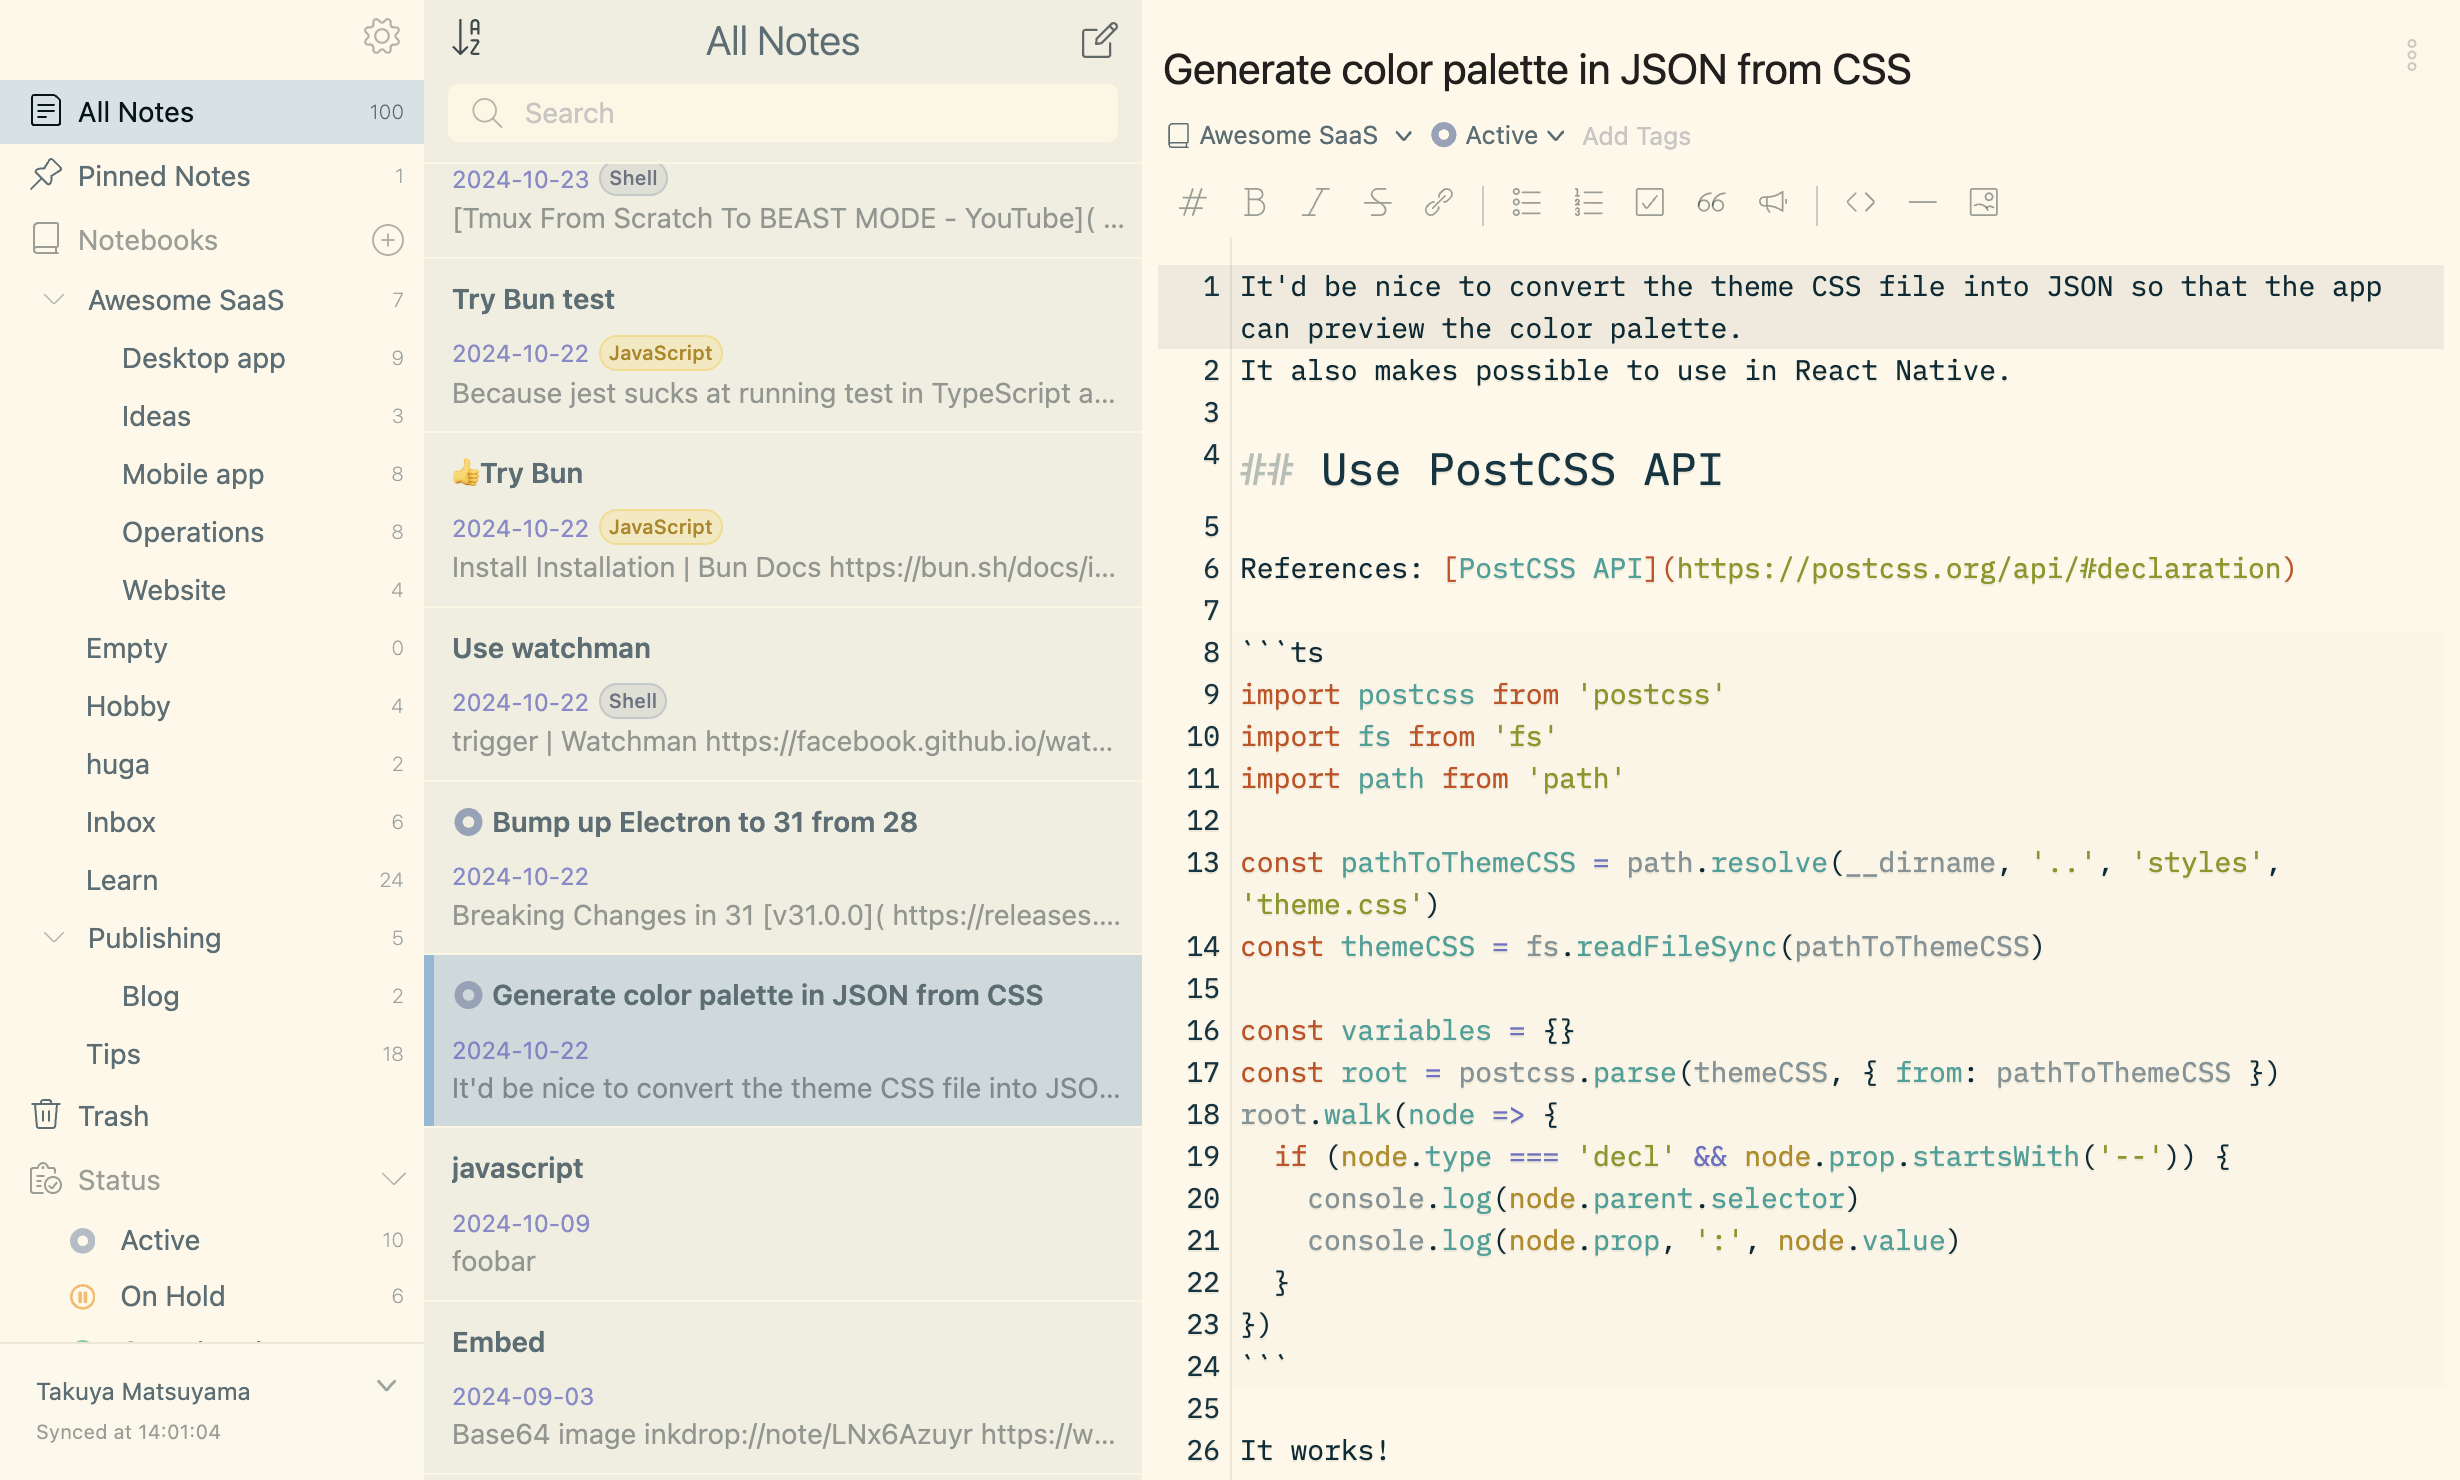 All Notes 100
Pinned Notes 1
Notebooks
Awesome SaaS 7
Desktop app 9
Ideas 3
Mobile app 8
Operations 8
Website 4
Empty 0
Hobby 4
huga 2
Inbox 6
Learn 24
Publishing 5
Blog 2
Tips 18
Trash
Status
Active 10
On Hold 6
Takuya Matsuyama
Synced at 14:01:04
All Notes
Search
2024-10-23 Shell
[Tmux From Scratch To BEAST MODE - YouTube]( ...
Try Bun test
2024-10-22 JavaScript
Because jest sucks at running test in TypeScript a...
👍Try Bun
2024-10-22 JavaScript
Install Installation | Bun Docs https://bun.sh/docs/i...
Use watchman
2024-10-22 Shell
trigger | Watchman https://facebook.github.io/wat...
Bump up Electron to 31 from 28
2024-10-22
Breaking Changes in 31 [v31.0.0]( https://releases....
Generate color palette in JSON from CSS
2024-10-22
It'd be nice to convert the theme CSS file into JSO...
javascript
2024-10-09
foobar
Embed
2024-09-03
Base64 image inkdrop://note/LNx6Azuyr https://w...
Generate color palette in JSON from CSS
Awesome SaaS Active Add Tags
1 It'd be nice to convert the theme CSS file into JSON so that the app
can preview the color palette.
2 It also makes possible to use in React Native.
3
4 ## Use PostCSS API
5
6 References: [PostCSS API](https://postcss.org/api/#declaration)
7
8 ```ts
9 import postcss from 'postcss'
10 import fs from 'fs'
11 import path from 'path'
12
13 const pathToThemeCSS = path.resolve(__dirname, '..', 'styles',
'theme.css')
14 const themeCSS = fs.readFileSync(pathToThemeCSS)
15
16 const variables = {}
17 const root = postcss.parse(themeCSS, { from: pathToThemeCSS })
18 root.walk(node => {
19   if (node.type === 'decl' && node.prop.startsWith('--')) {
20     console.log(node.parent.selector)
21     console.log(node.prop, ':', node.value)
22   }
23 })
24 ```
25
26 It works!